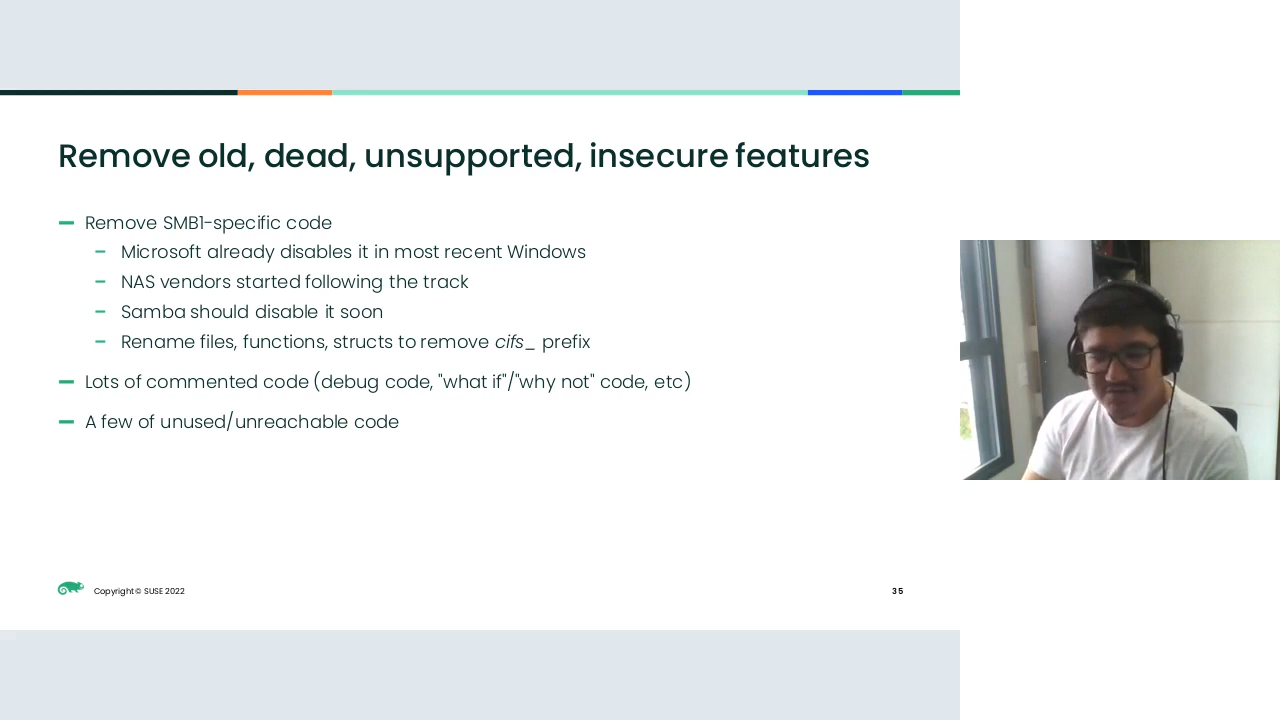 Remove old, dead, unsupported, insecure features
Remove SMB1-specific code
Microsoft already disables it in most recent Windows
NAS vendors started following the track
Samba should disable it soon
Rename files, functions, structs to remove cifs_ prefix
Lots of commented code (debug code, "what if"/"why not" code, etc)
A few of unused/unreachable code
Copyright © SUSE 2022
35